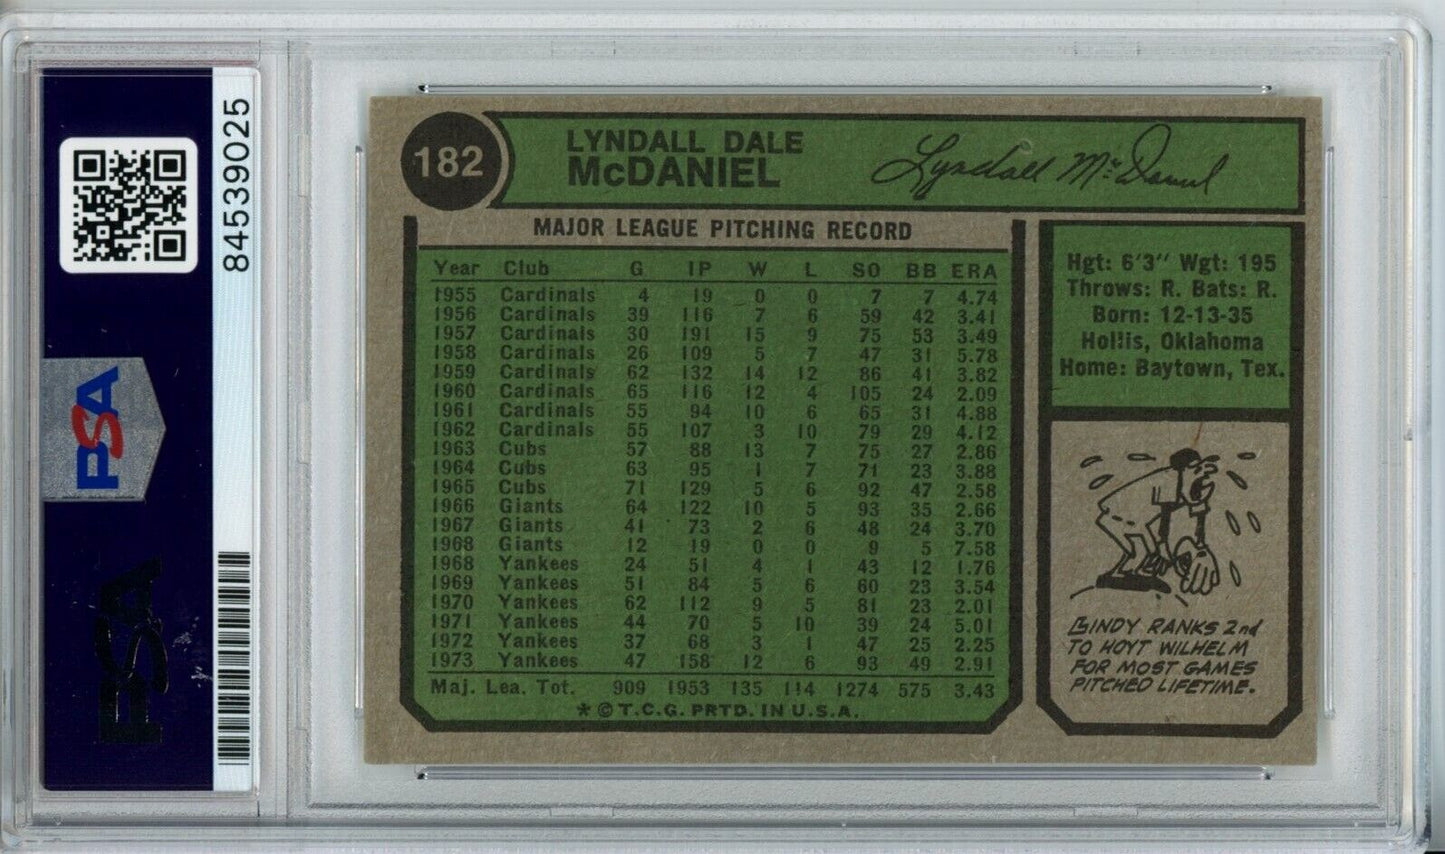 84539025
PSA
PSA
182
LYNDALL DALE
McDANIEL
Lyndall McDaniel
MAJOR LEAGUE PITCHING RECORD
Year Club G IP W L SO BB ERA
1955 Cardinals 4 19 0 0 7 7 4.74
1956 Cardinals 39 116 7 6 59 42 3.41
1957 Cardinals 30 191 15 9 75 53 3.49
1958 Cardinals 26 109 5 7 47 31 5.78
1959 Cardinals 62 132 14 12 86 41 3.82
1960 Cardinals 65 116 12 4 105 24 2.09
1961 Cardinals 55 94 10 6 65 31 4.88
1962 Cardinals 55 107 3 10 79 29 4.12
1963 Cubs 57 88 13 7 75 27 2.86
1964 Cubs 63 95 1 7 71 23 3.88
1965 Cubs 71 129 5 6 92 47 2.58
1966 Giants 64 122 10 5 93 35 2.66
1967 Giants 41 73 2 6 48 24 3.70
1968 Giants 12 19 0 0 9 5 7.58
1968 Yankees 24 51 4 1 43 12 1.76
1969 Yankees 51 84 5 6 60 23 3.54
1970 Yankees 62 112 9 5 81 23 2.01
1971 Yankees 44 70 5 10 39 24 5.01
1972 Yankees 37 68 3 1 47 25 2.25
1973 Yankees 47 158 12 6 93 49 2.91
Maj. Lea. Tot. 909 1953 135 114 1274 575 3.43
* © T.C.G. PRTD. IN U.S.A.
Hgt: 6'3" Wgt: 195
Throws: R. Bats: R.
Born: 12-13-35
Hollis, Oklahoma
Home: Baytown, Tex.
LINDY RANKS 2nd
TO HOYT WILHELM
FOR MOST GAMES
PITCHED LIFETIME.